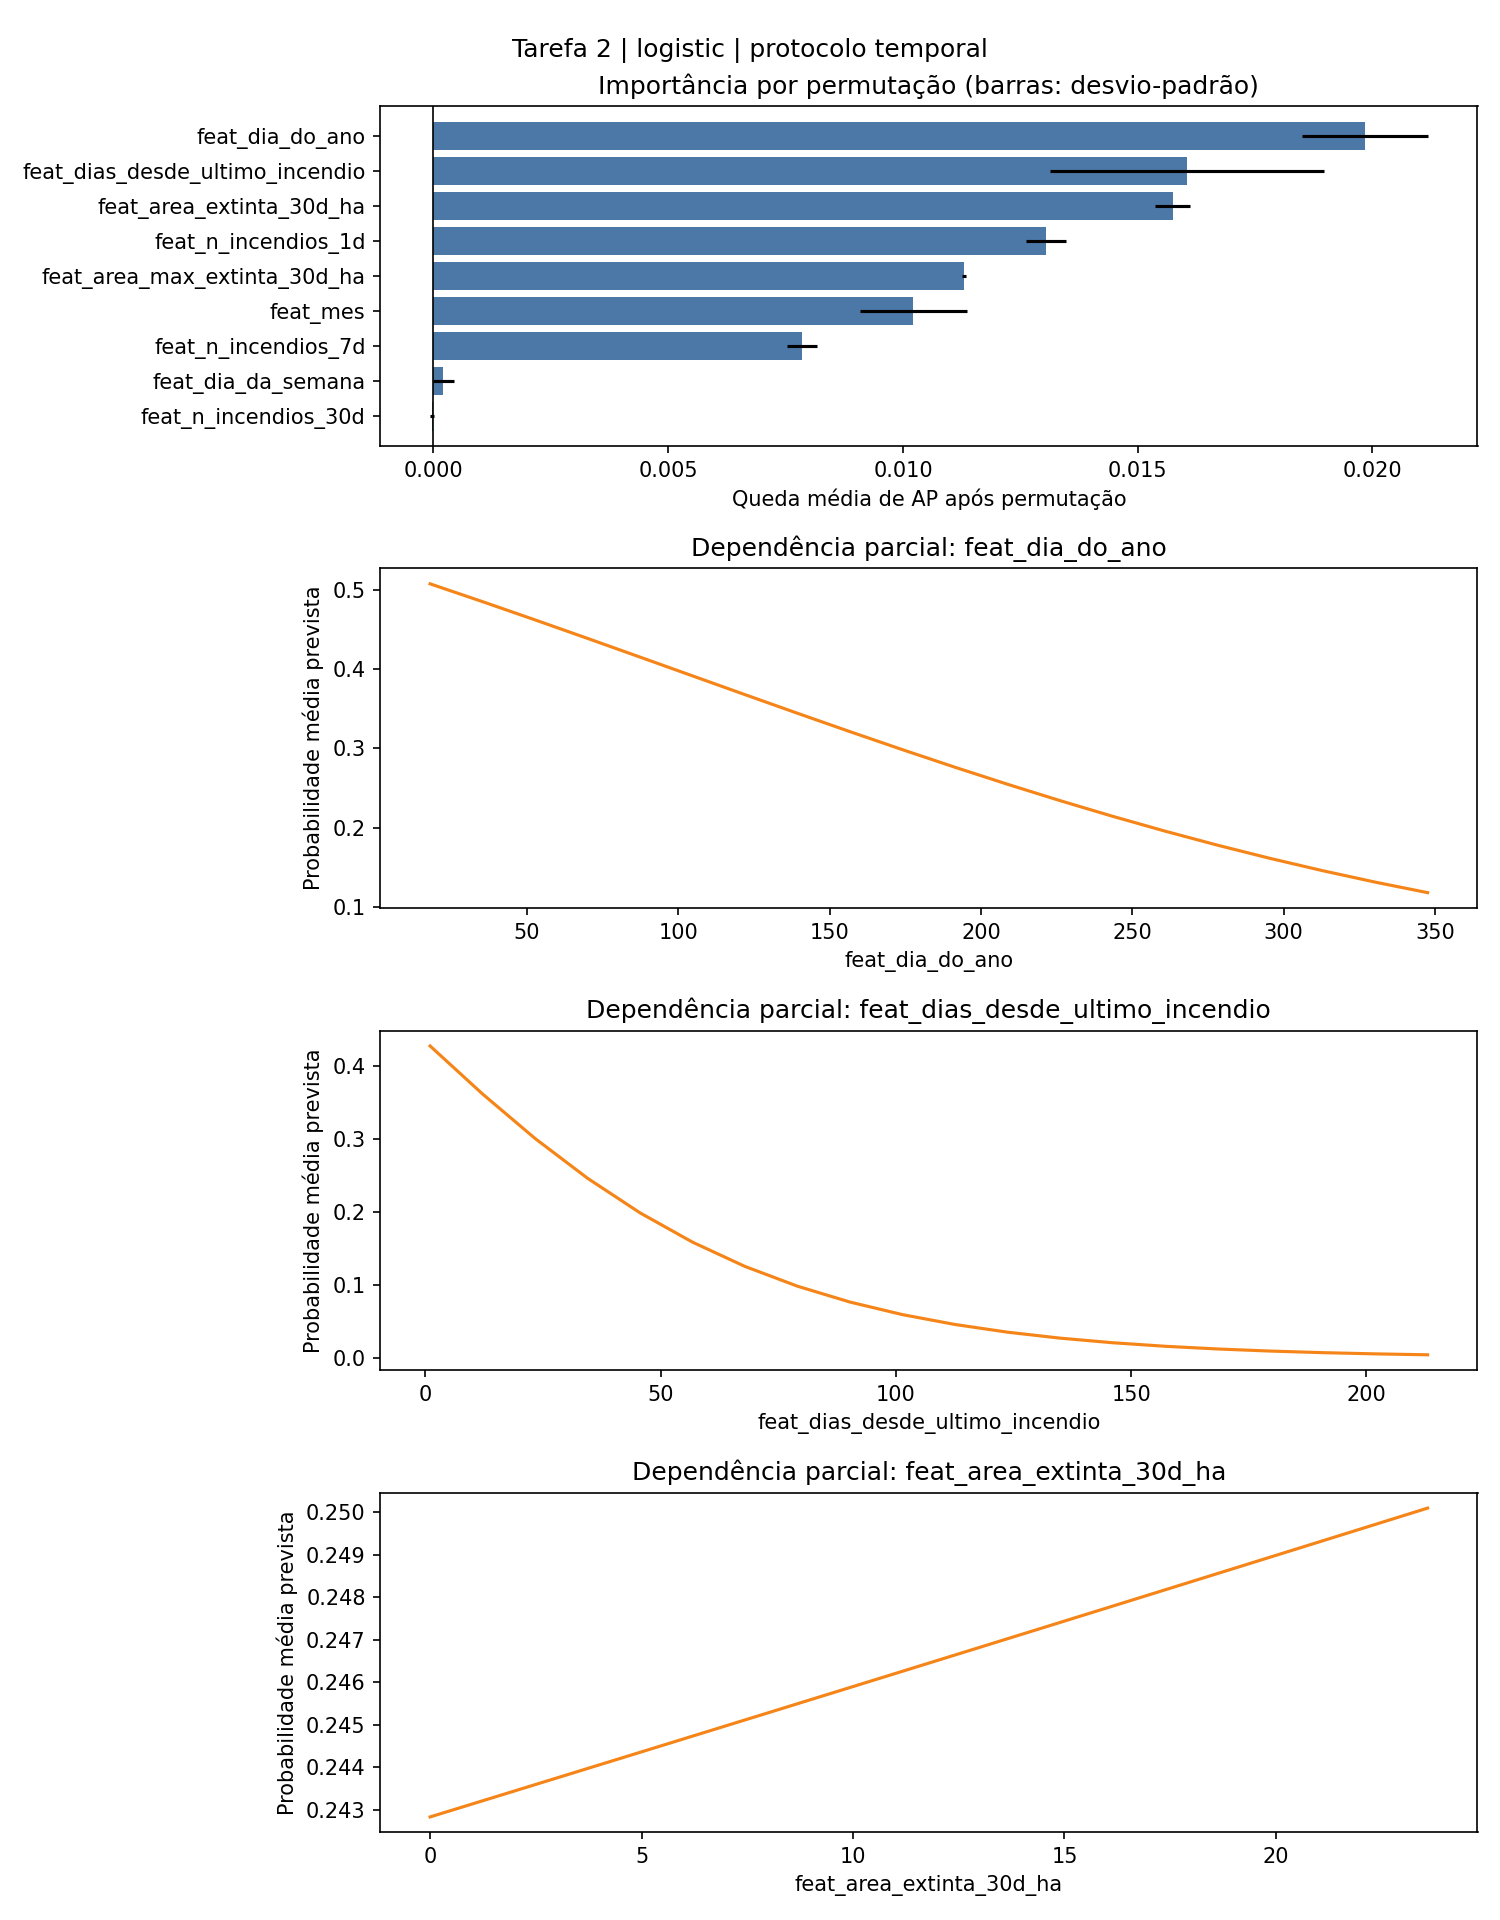 Tarefa 2 | logistic | protocolo temporal
Importância por permutação (barras: desvio-padrão)
feat_dia_do_ano
feat_dias_desde_ultimo_incendio
feat_area_extinta_30d_ha
feat_n_incendios_1d
feat_area_max_extinta_30d_ha
feat_mes
feat_n_incendios_7d
feat_dia_da_semana
feat_n_incendios_30d
0.000 0.005 0.010 0.015 0.020
Queda média de AP após permutação
Dependência parcial: feat_dia_do_ano
Probabilidade média prevista
0.5
0.4
0.3
0.2
0.1
50 100 150 200 250 300 350
feat_dia_do_ano
Dependência parcial: feat_dias_desde_ultimo_incendio
Probabilidade média prevista
0.4
0.3
0.2
0.1
0.0
0 50 100 150 200
feat_dias_desde_ultimo_incendio
Dependência parcial: feat_area_extinta_30d_ha
Probabilidade média prevista
0.250
0.249
0.248
0.247
0.246
0.245
0.244
0.243
0 5 10 15 20
feat_area_extinta_30d_ha